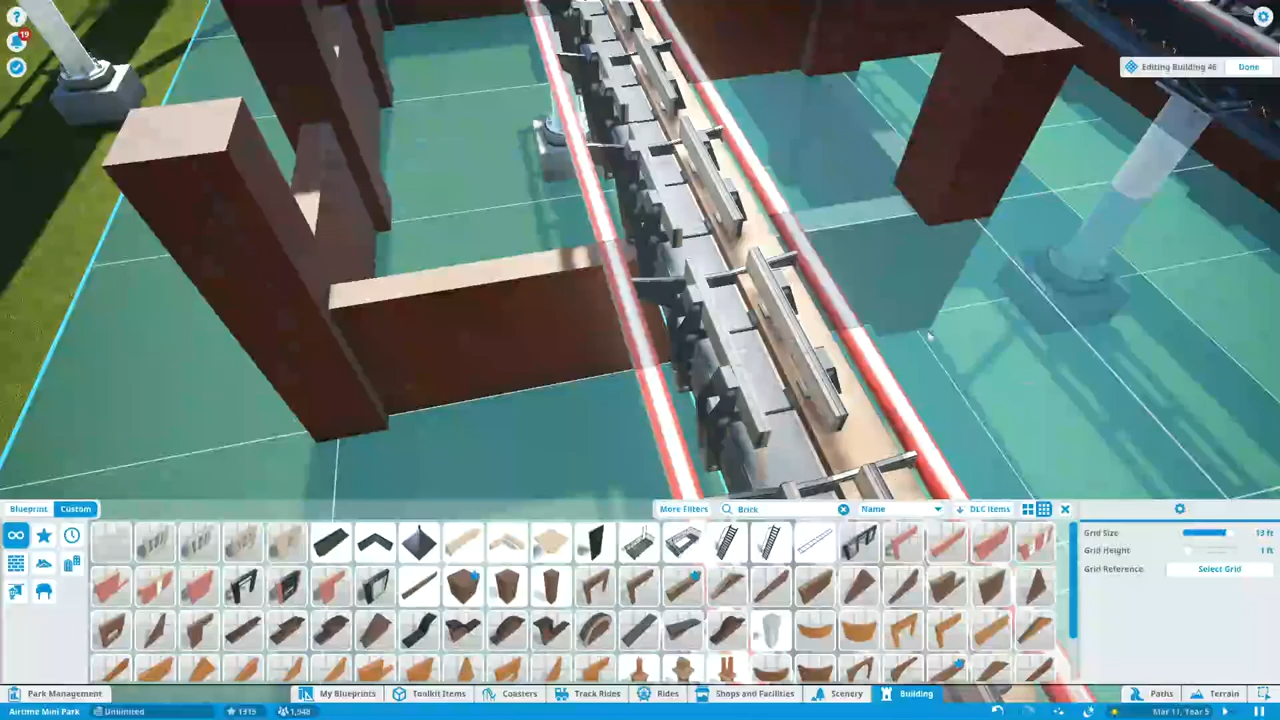 ?
19
Editing Building 46 Done
Blueprint Custom More Filters Brick Name DLC Items
Grid Size 13 ft
Grid Height 1 ft
Grid Reference Select Grid
Park Management My Blueprints Toolkit Items Coasters Track Rides Rides Shops and Facilities Scenery Building Paths Terrain
Airtime Mini Park Unlimited 1315 1,948 Mar 11, Year 5